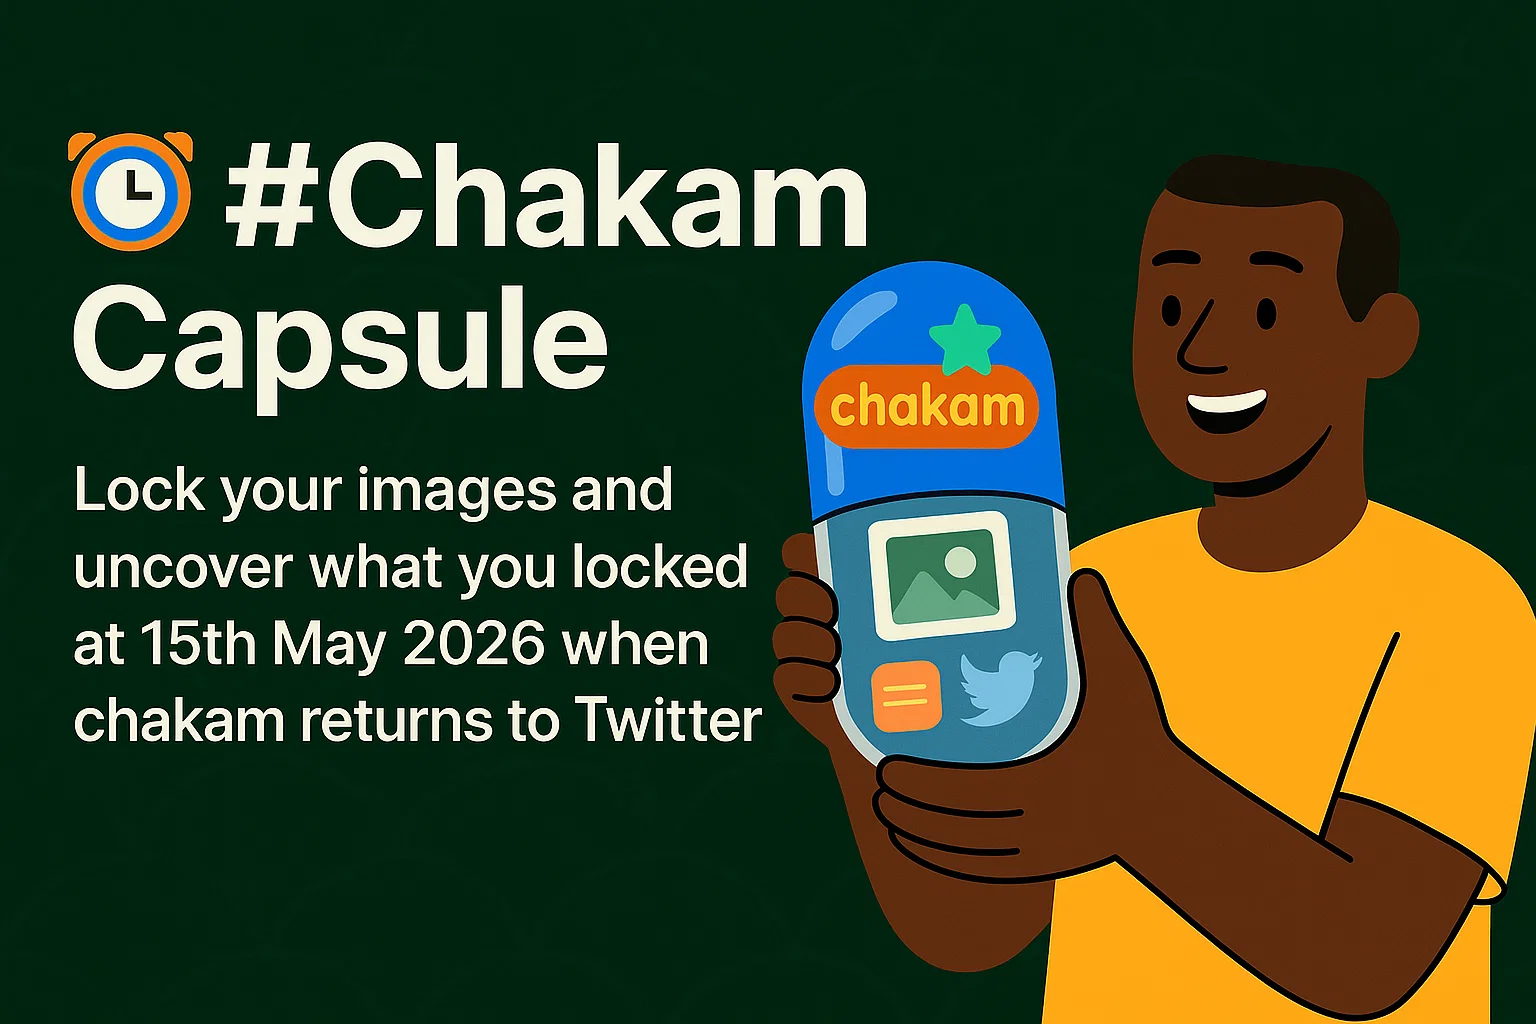 #Chakam
Capsule
Lock your images and
uncover what you locked
at 15th May 2026 when
chakam returns to Twitter
chakam